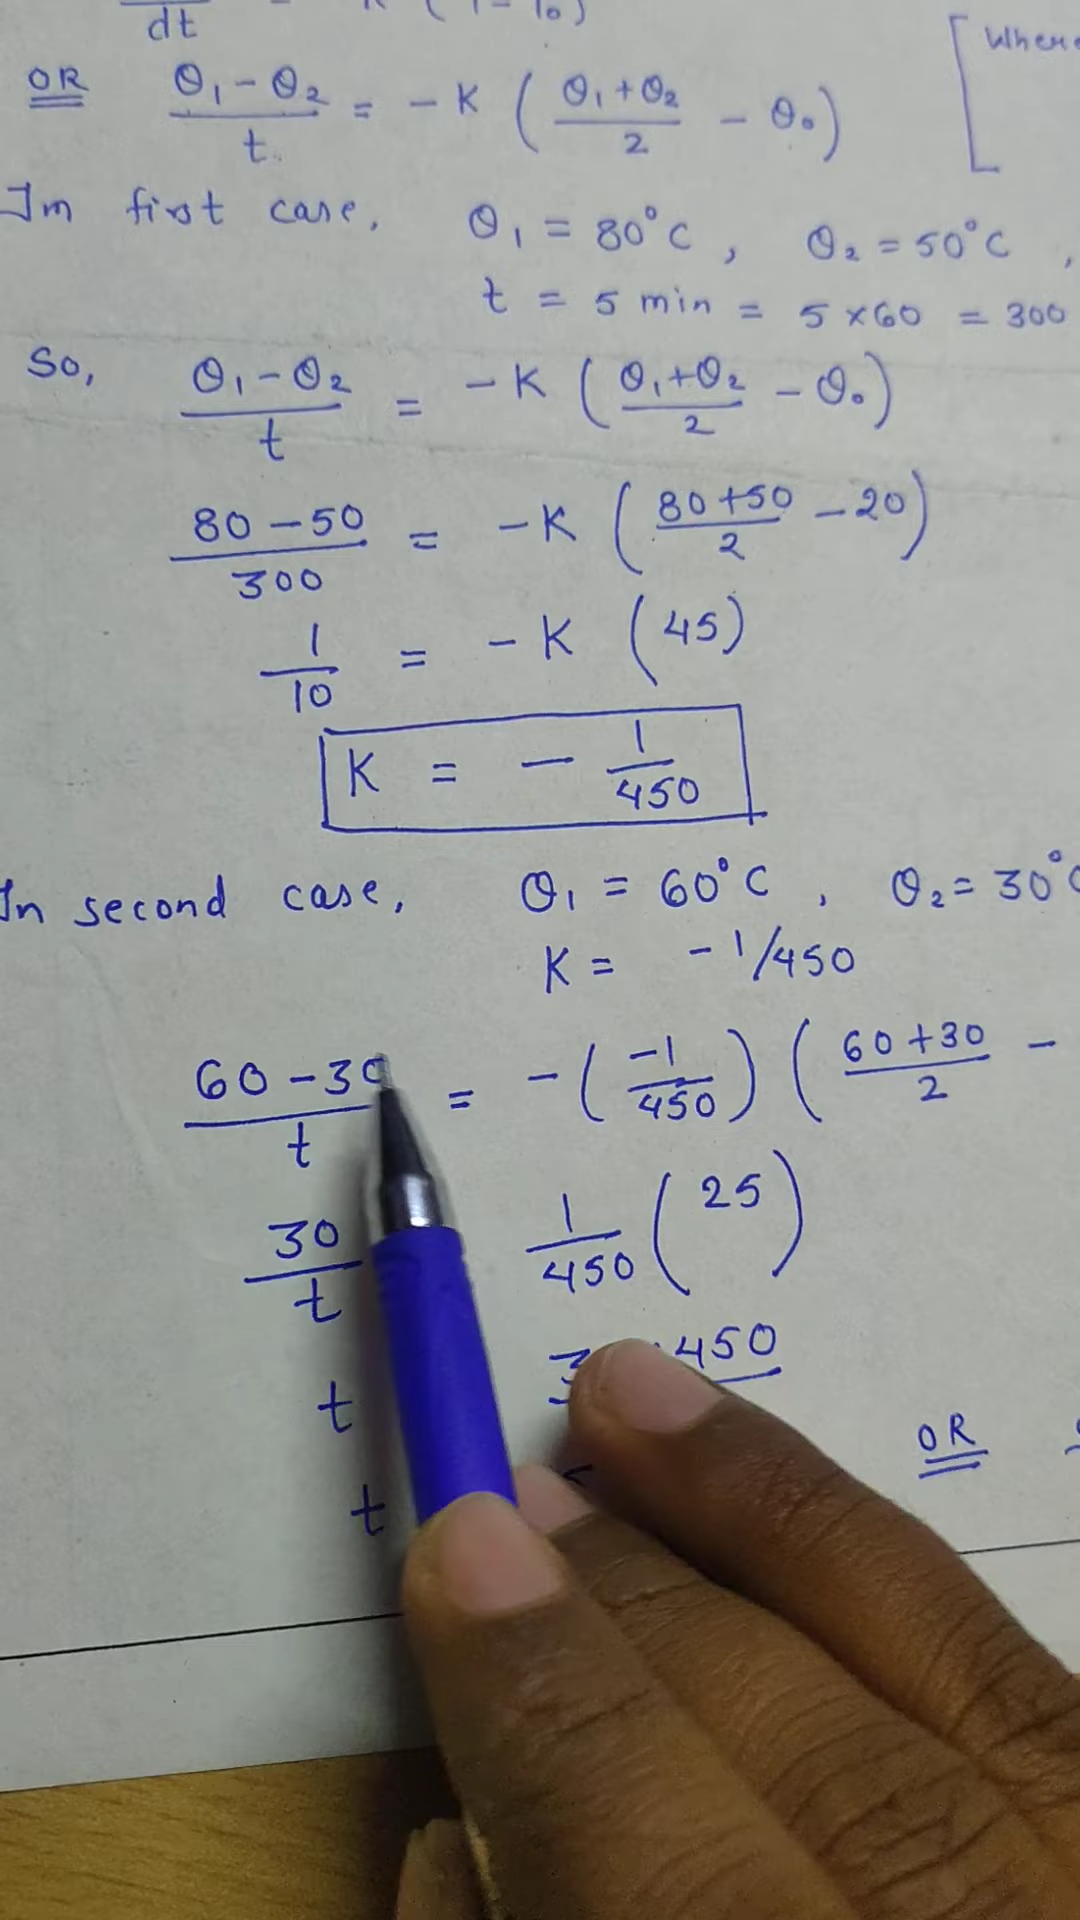 dt
OR θ₁ - θ₂ / t = - K ( θ₁ + θ₂ / 2 - θ₀ )
In first case, θ₁ = 80°C , θ₂ = 50°C ,
t = 5 min = 5 × 60 = 300
So, θ₁ - θ₂ / t = - K ( θ₁ + θ₂ / 2 - θ₀ )
80 - 50 / 300 = - K ( 80 + 50 / 2 - 20 )
1 / 10 = - K ( 45 )
K = - 1 / 450
In second case, θ₁ = 60°C , θ₂ = 30°C
K = - 1/450
60 - 30 / t = - ( -1 / 450 ) ( 60 + 30 / 2 -
30 / t 1 / 450 ( 25 )
t 450
t OR